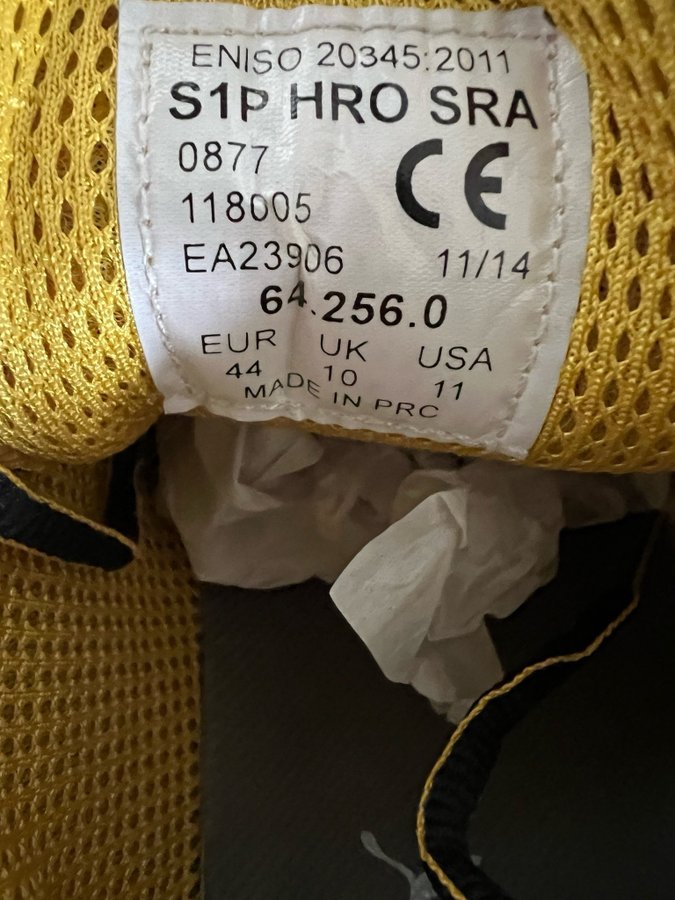 ENISO 20345:2011
S1P HRO SRA
0877
118005
CE
EA23906 11/14
64.256.0
EUR UK USA
44 10 11
MADE IN PRC